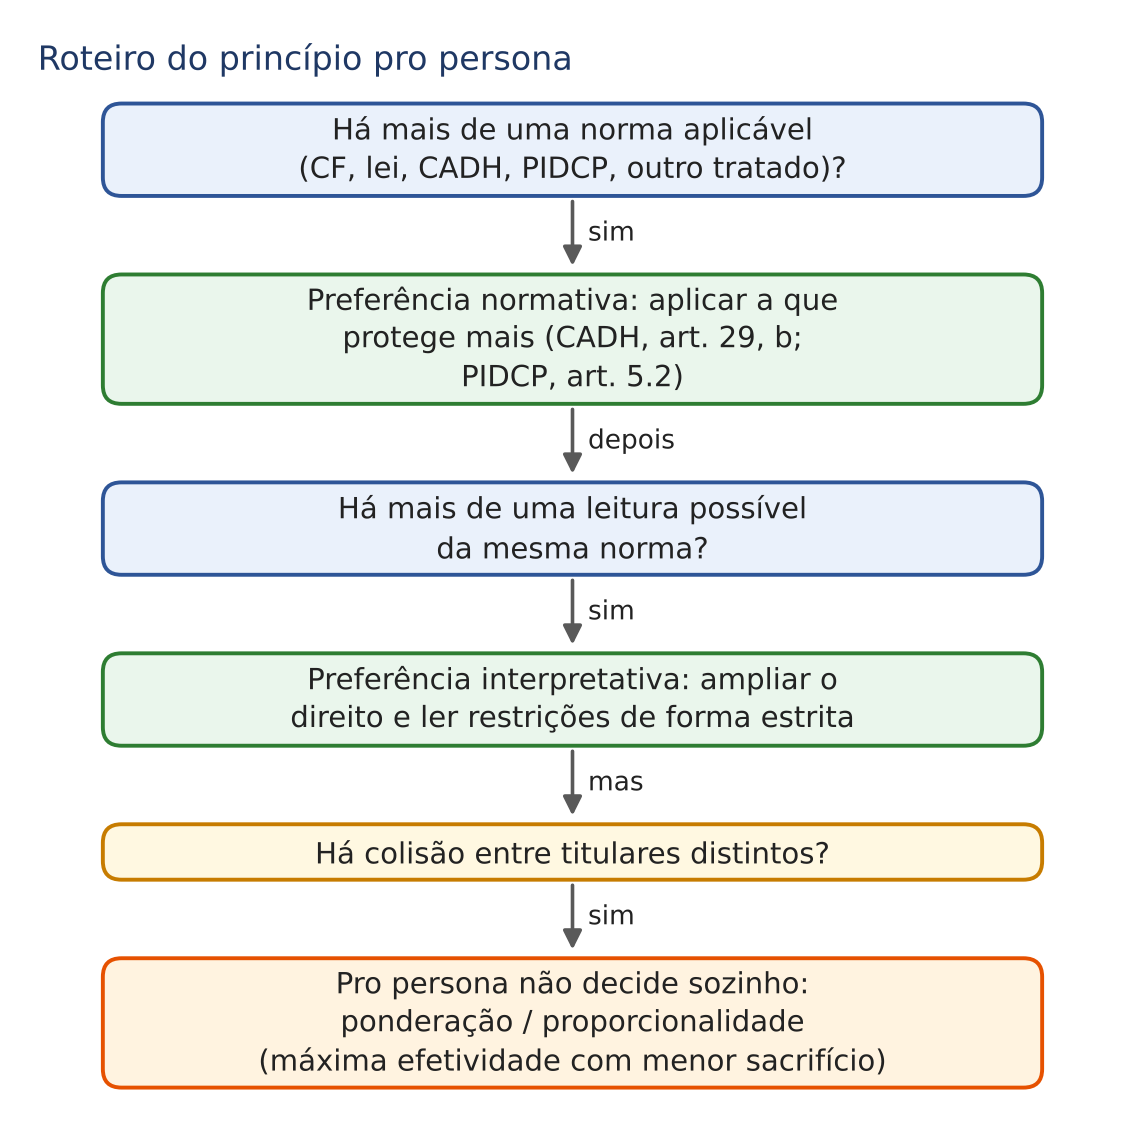 Roteiro do princípio pro persona
Há mais de uma norma aplicável
(CF, lei, CADH, PIDCP, outro tratado)?
sim
Preferência normativa: aplicar a que
protege mais (CADH, art. 29, b;
PIDCP, art. 5.2)
depois
Há mais de uma leitura possível
da mesma norma?
sim
Preferência interpretativa: ampliar o
direito e ler restrições de forma estrita
mas
Há colisão entre titulares distintos?
sim
Pro persona não decide sozinho:
ponderação / proporcionalidade
(máxima efetividade com menor sacrifício)